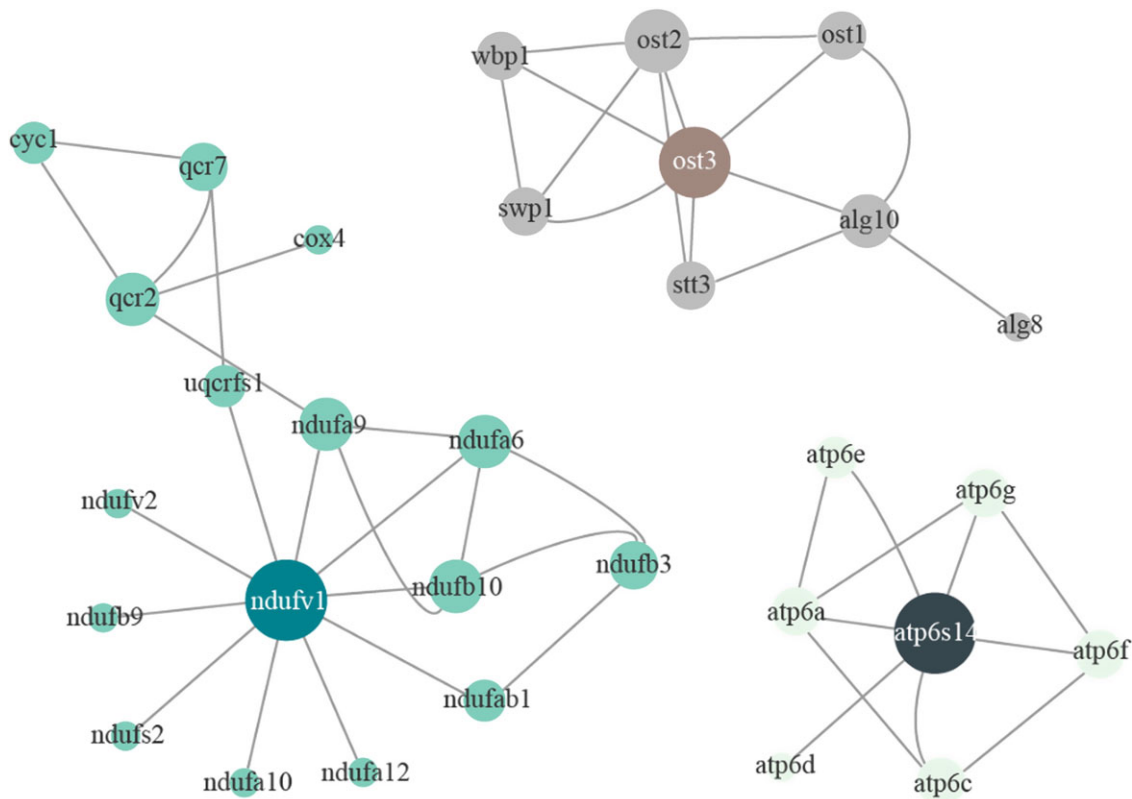 wbp1
ost2
ost1
cyc1
qcr7
ost3
swp1
alg10
cox4
qcr2
stt3
alg8
uqcrfs1
ndufa9
ndufa6
atp6e
atp6g
ndufv2
ndufb3
ndufb10
ndufv1
ndufb9
atp6a
atp6s14
atp6f
ndufab1
ndufs2
atp6d
ndufa10
ndufa12
atp6c